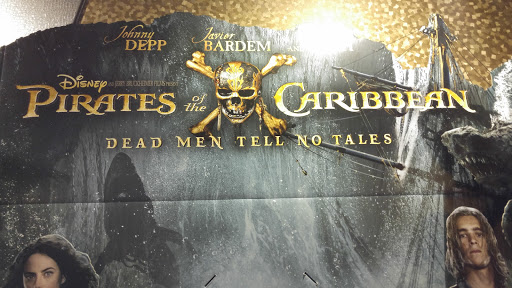 Johnny DEPP Javier BARDEM
Disney
PIRATES of the CARIBBEAN
DEAD MEN TELL NO TALES